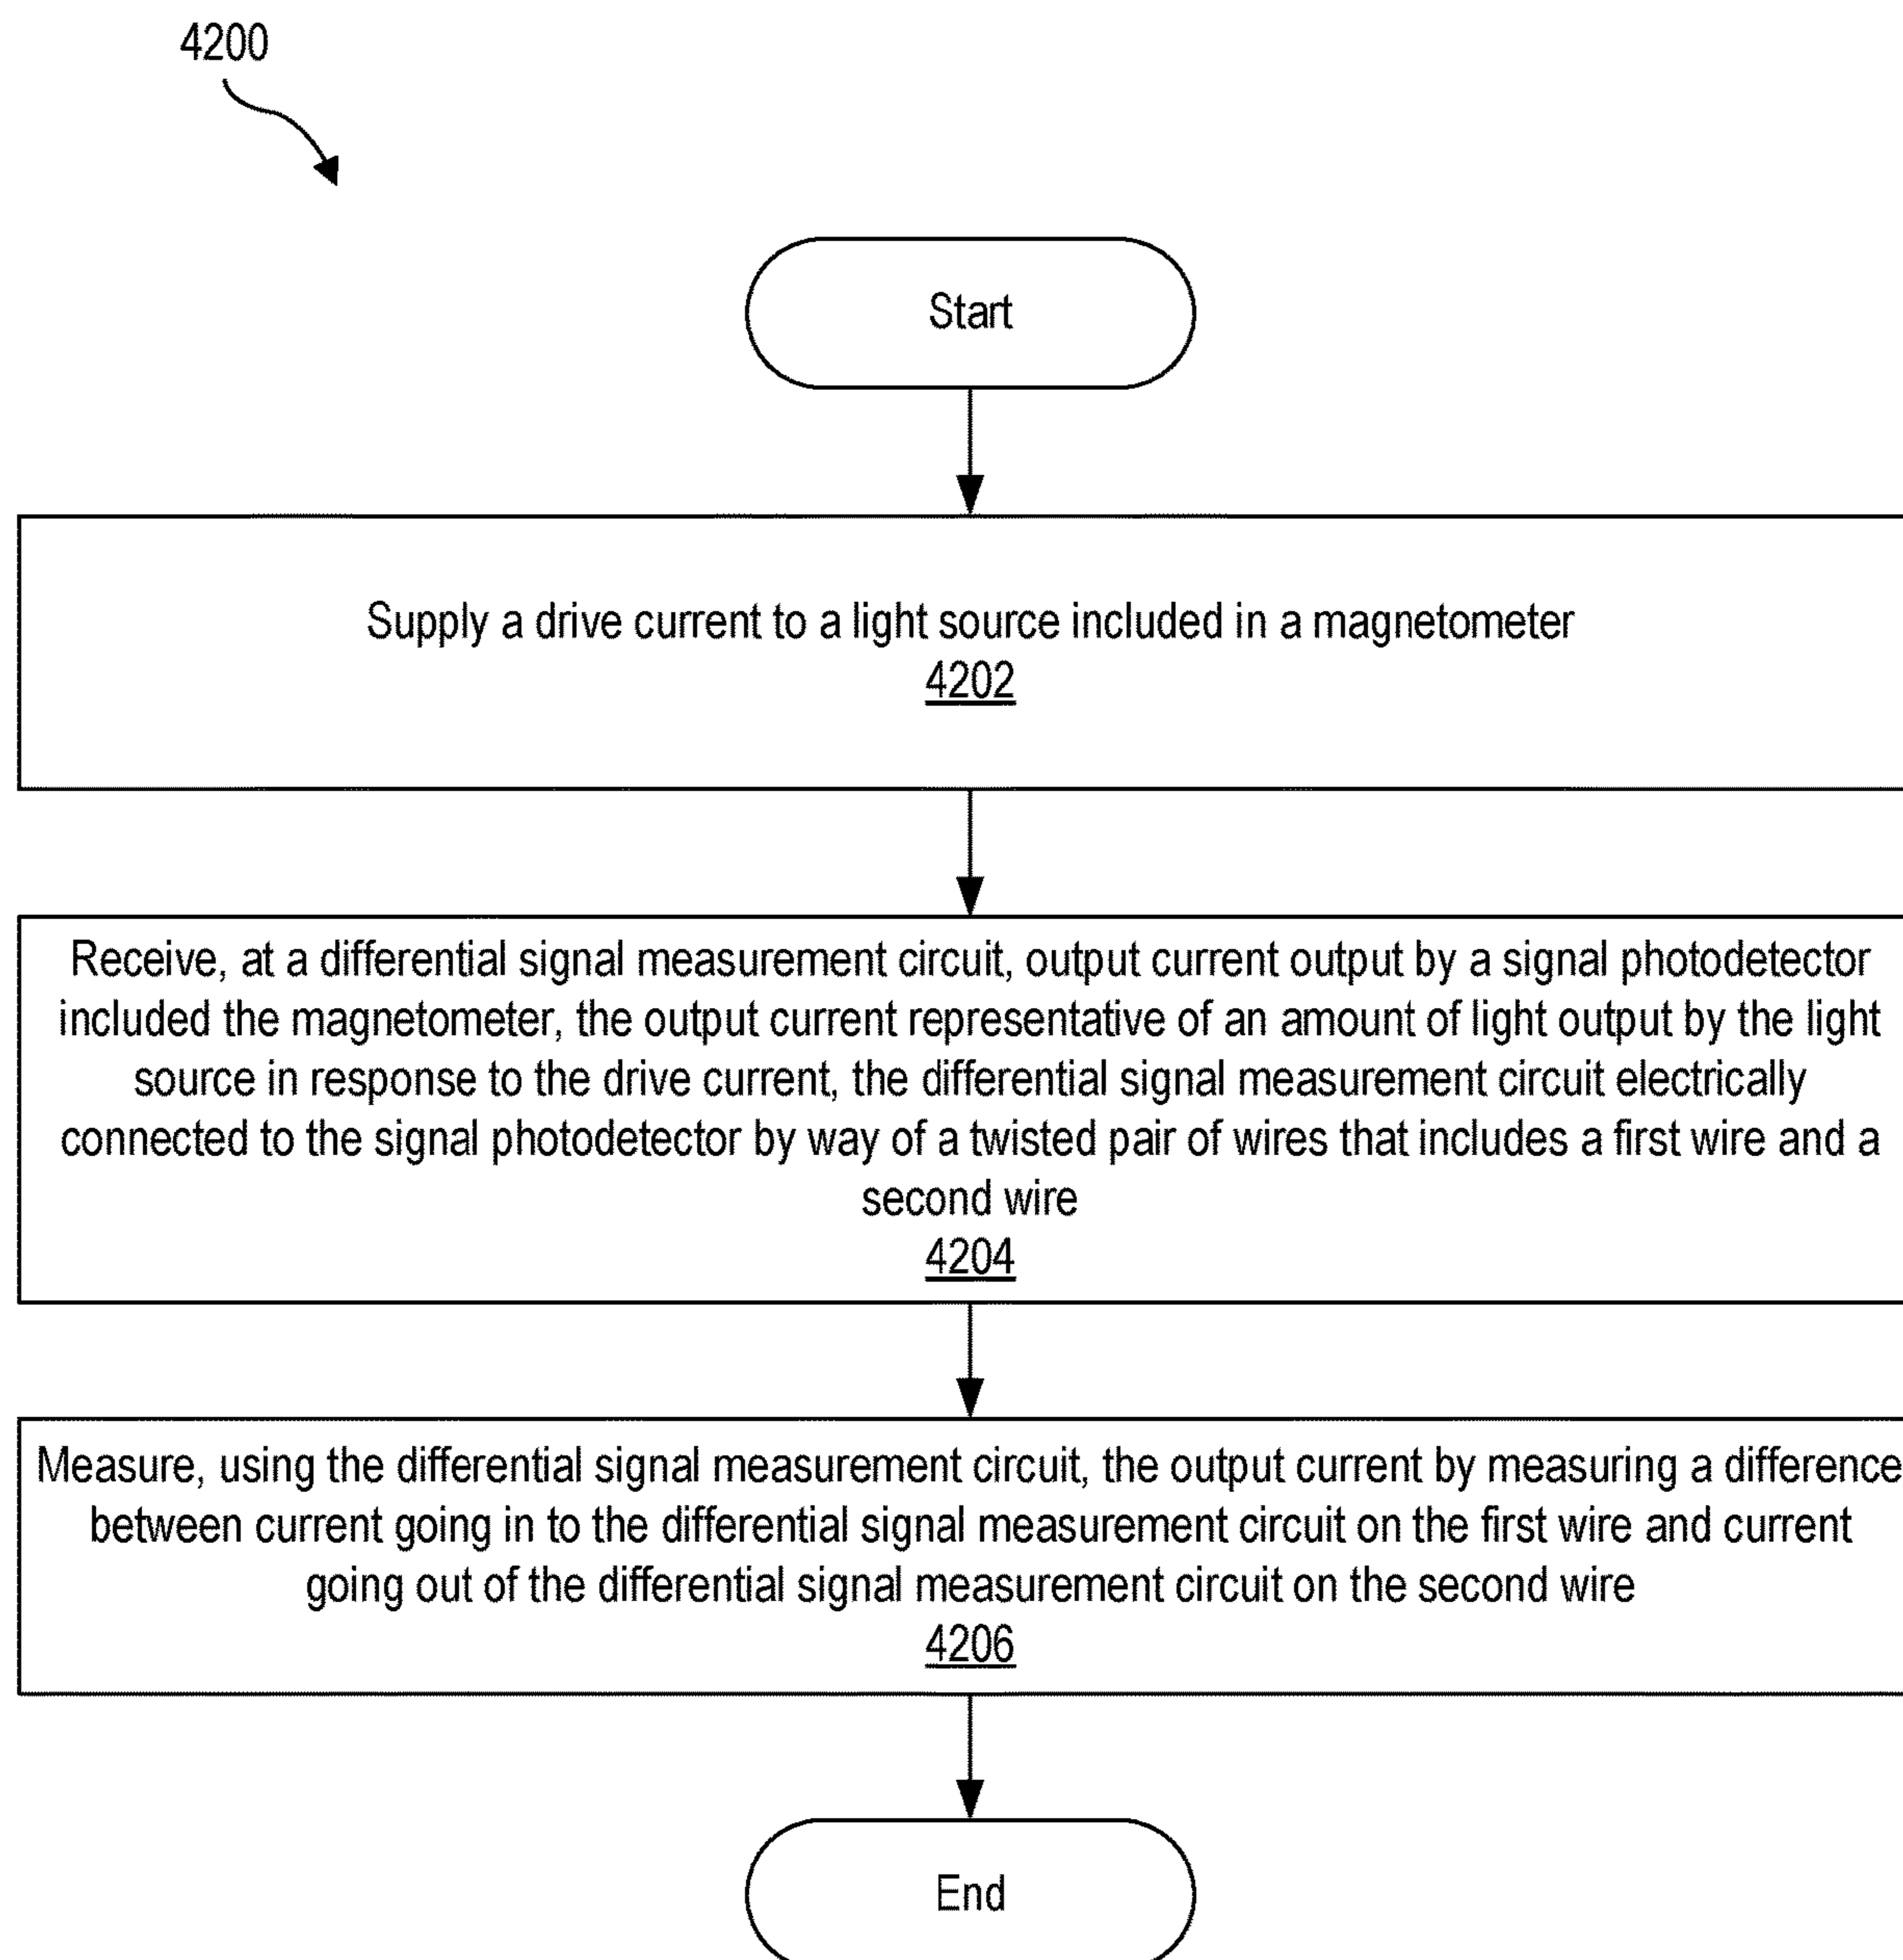 4200
Start
Supply a drive current to a light source included in a magnetometer
4202
Receive, at a differential signal measurement circuit, output current output by a signal photodetector
included the magnetometer, the output current representative of an amount of light output by the light
source in response to the drive current, the differential signal measurement circuit electrically
connected to the signal photodetector by way of a twisted pair of wires that includes a first wire and a
second wire
4204
Measure, using the differential signal measurement circuit, the output current by measuring a difference
between current going in to the differential signal measurement circuit on the first wire and current
going out of the differential signal measurement circuit on the second wire
4206
End